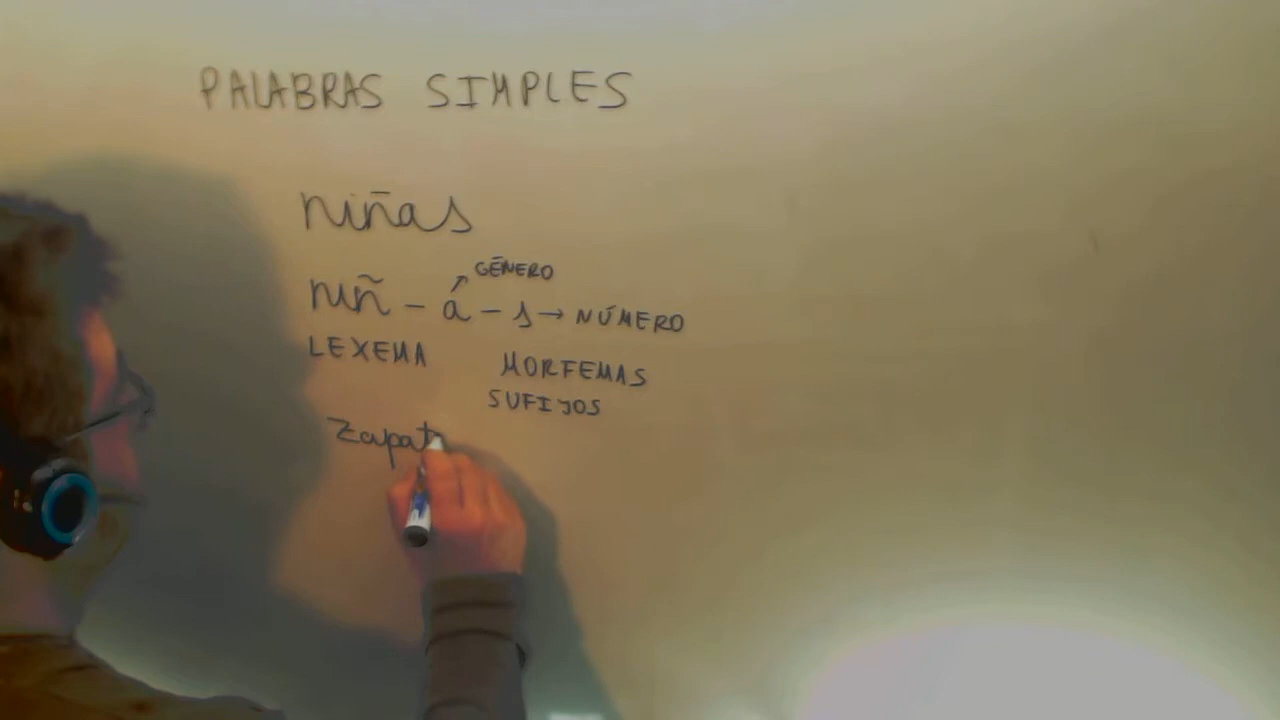 PALABRAS SIMPLES
niñas
GÉNERO
niñ - á - s → NÚMERO
LEXEMA MORFEMAS
SUFIJOS
Zapat